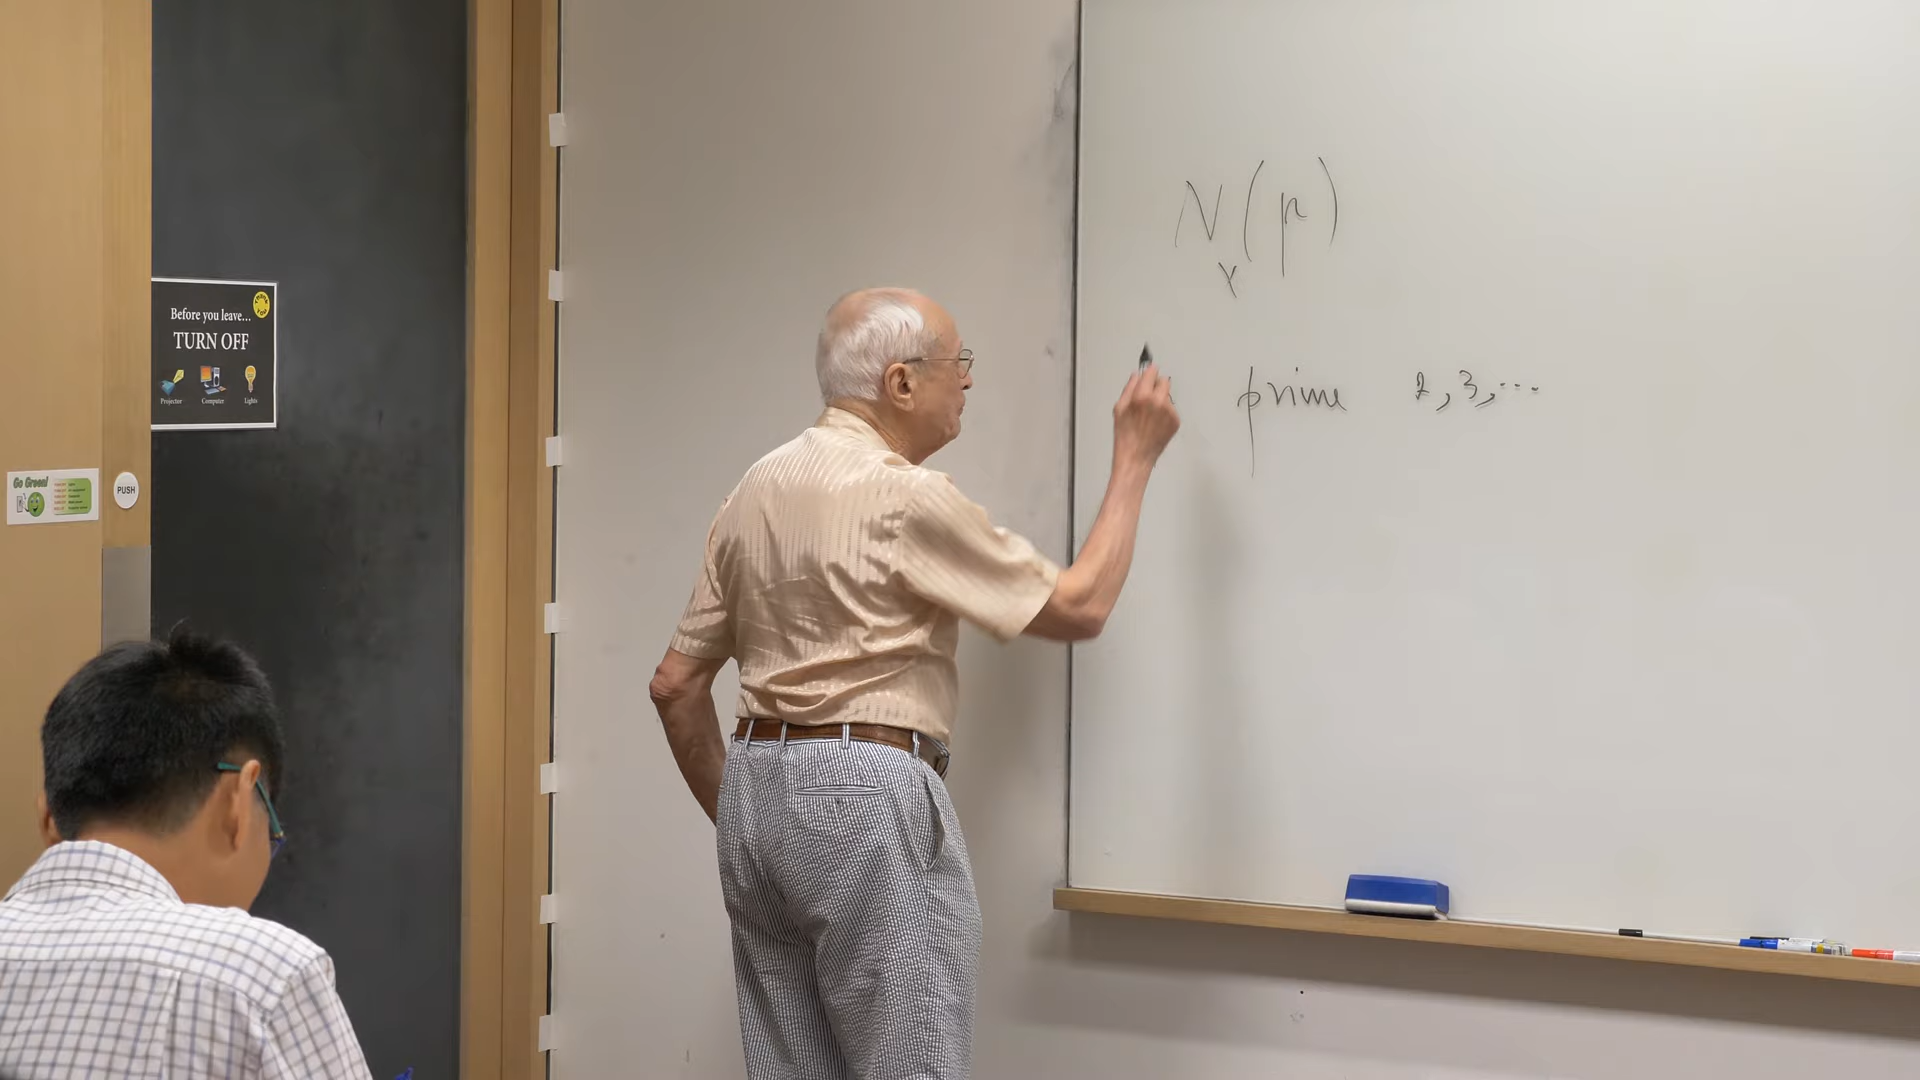 N_X(p)
prime 2, 3, ...
Before you leave...
TURN OFF
Projector Computer Lights
Go Green!
PUSH